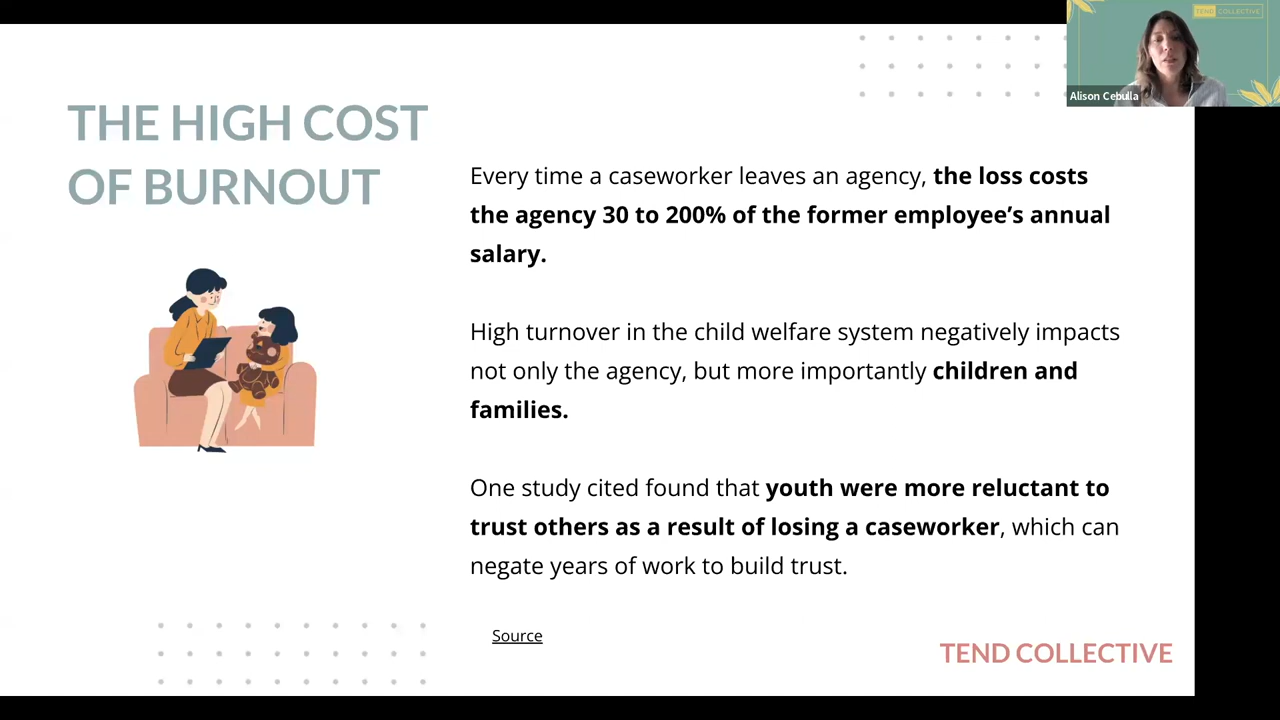 TEND COLLECTIVE
Alison Cebulla
THE HIGH COST
OF BURNOUT
Every time a caseworker leaves an agency, the loss costs
the agency 30 to 200% of the former employee’s annual
salary.
High turnover in the child welfare system negatively impacts
not only the agency, but more importantly children and
families.
One study cited found that youth were more reluctant to
trust others as a result of losing a caseworker, which can
negate years of work to build trust.
Source
TEND COLLECTIVE